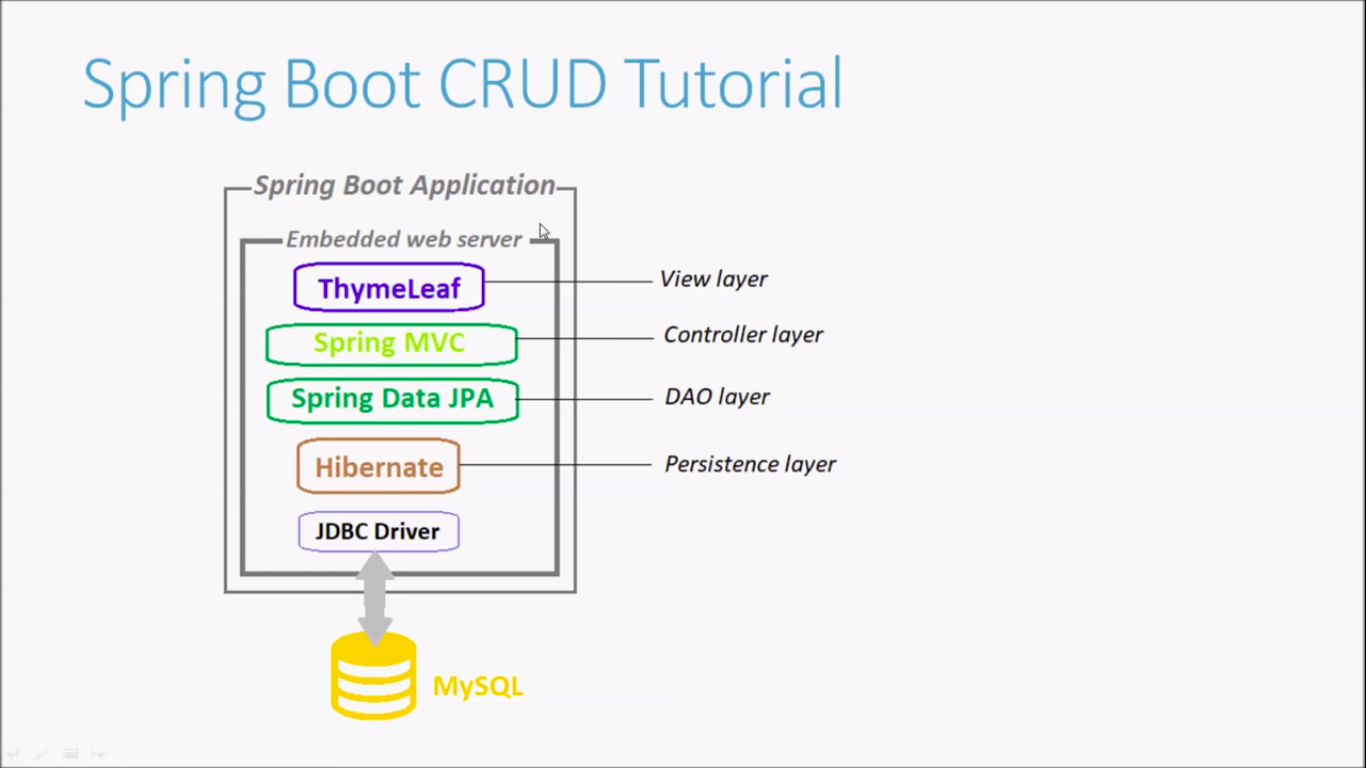 Spring Boot CRUD Tutorial
Spring Boot Application
Embedded web server
ThymeLeaf
View layer
Spring MVC
Controller layer
Spring Data JPA
DAO layer
Hibernate
Persistence layer
JDBC Driver
MySQL